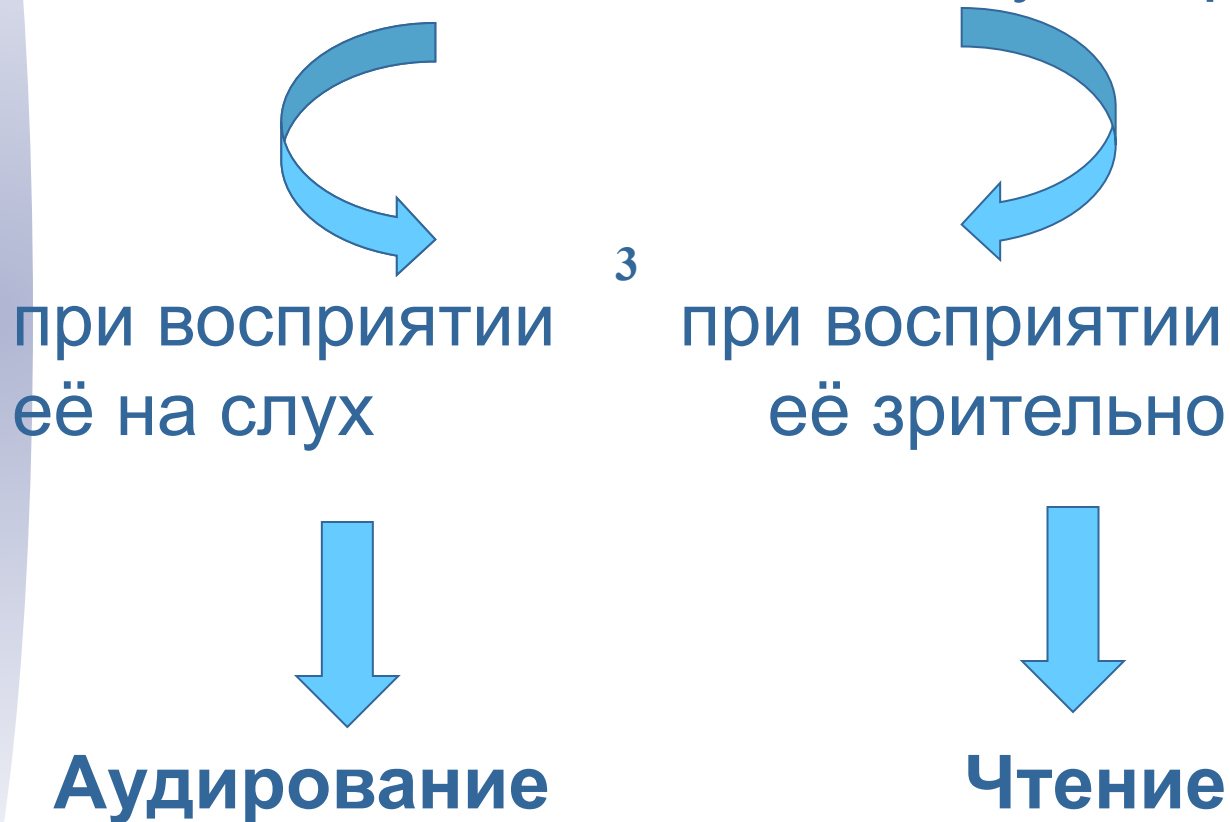 3
при восприятии
её на слух
при восприятии
её зрительно
Аудирование
Чтение